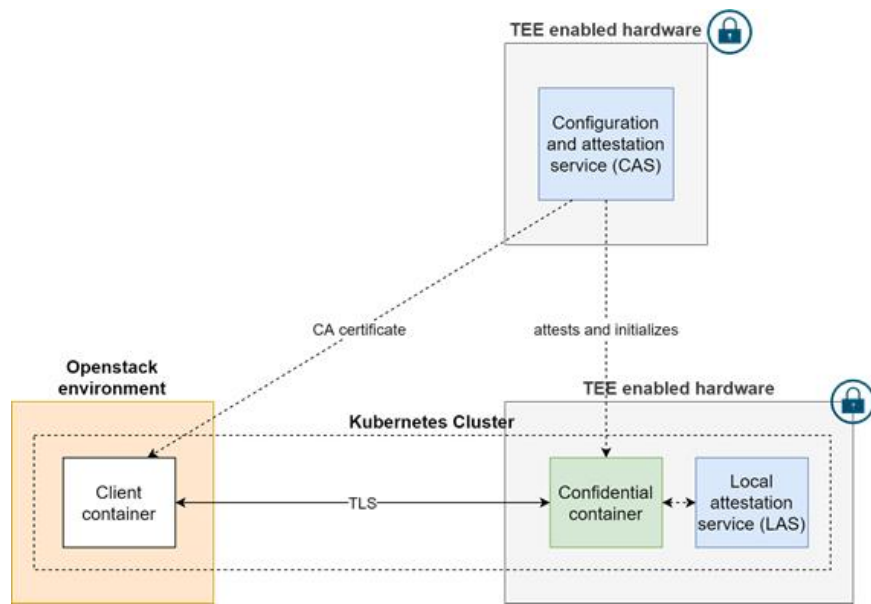 TEE enabled hardware
Configuration
and attestation
service (CAS)
CA certificate
attests and initializes
Openstack
environment
TEE enabled hardware
Kubernetes Cluster
Client
container
TLS
Confidential
container
Local
attestation
service (LAS)